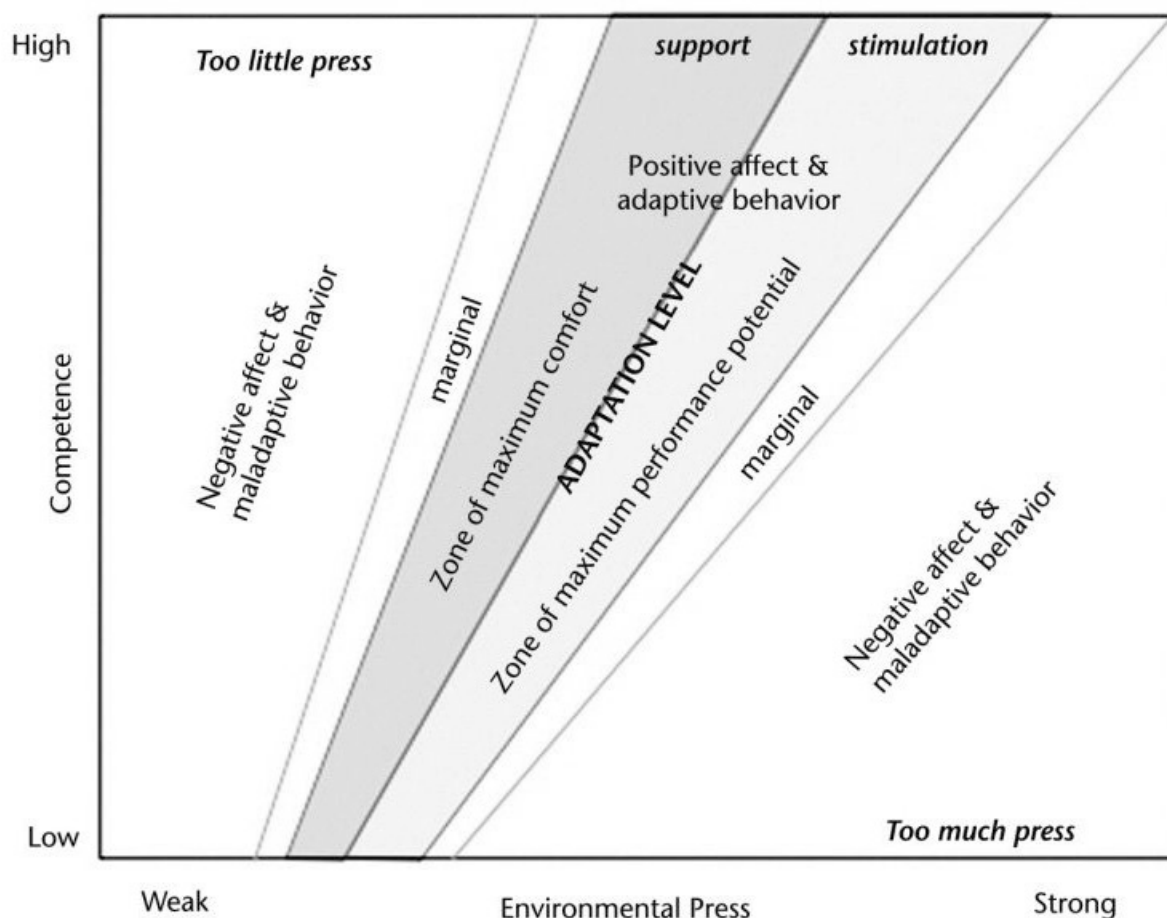 High
Too little press
support
stimulation
Positive affect &
adaptive behavior
Negative affect &
maladaptive behavior
marginal
Zone of maximum comfort
ADAPTATION LEVEL
Zone of maximum performance potential
marginal
Negative affect &
maladaptive behavior
Competence
Low
Too much press
Weak
Environmental Press
Strong